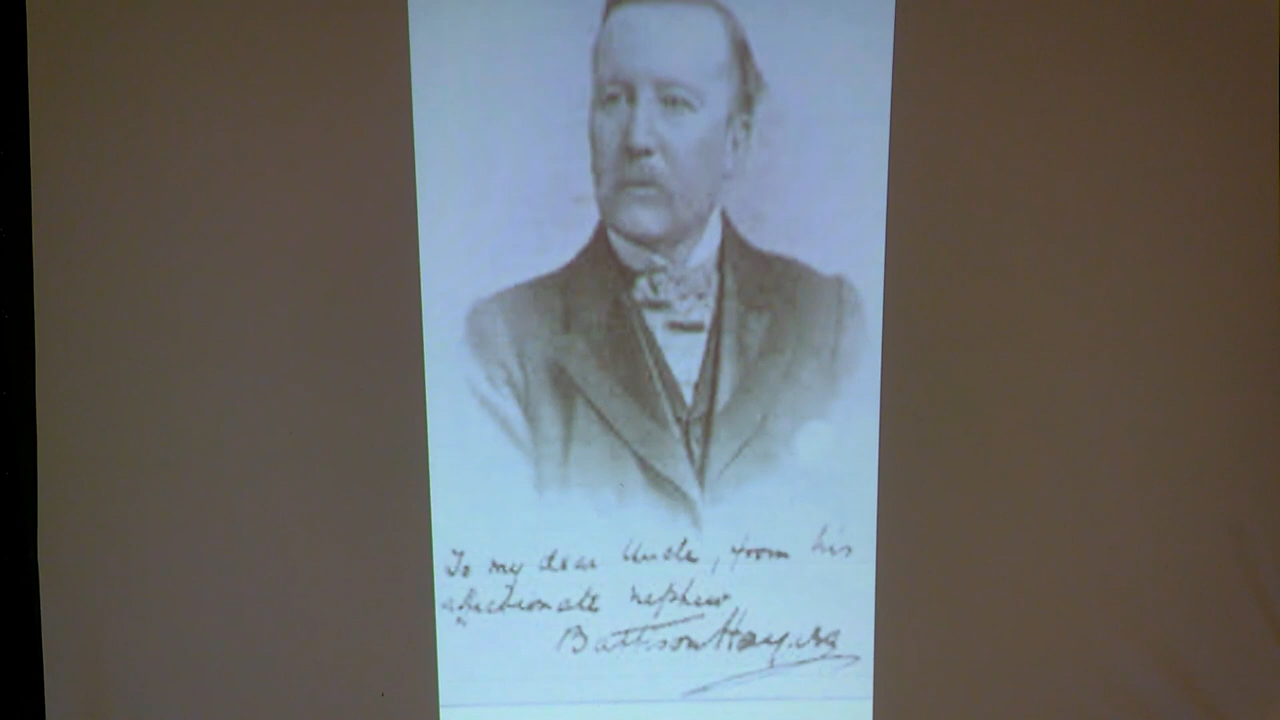 To my dear Uncle, from his
affectionate nephew
Battison Haynes